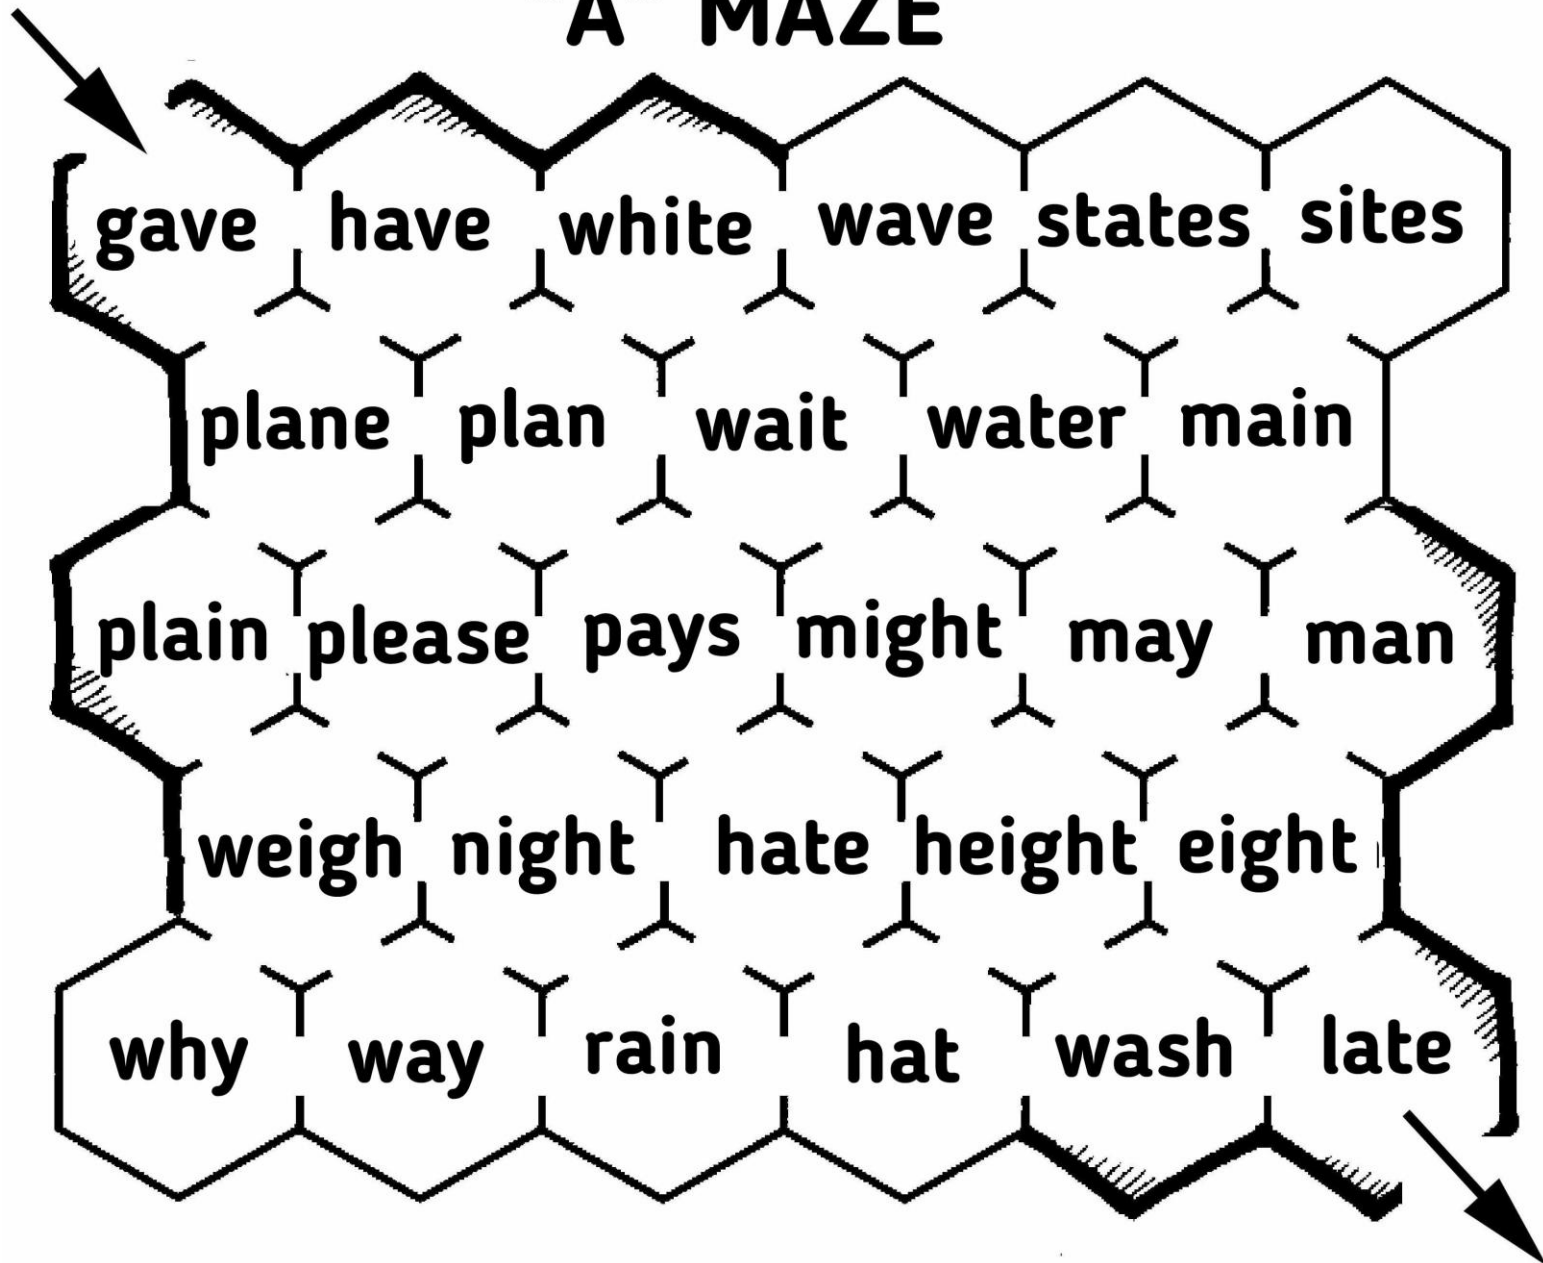 "A" MAZE
gave have white wave states sites
plane plan wait water main
plain please pays might may man
weigh night hate height eight
why way rain hat wash late